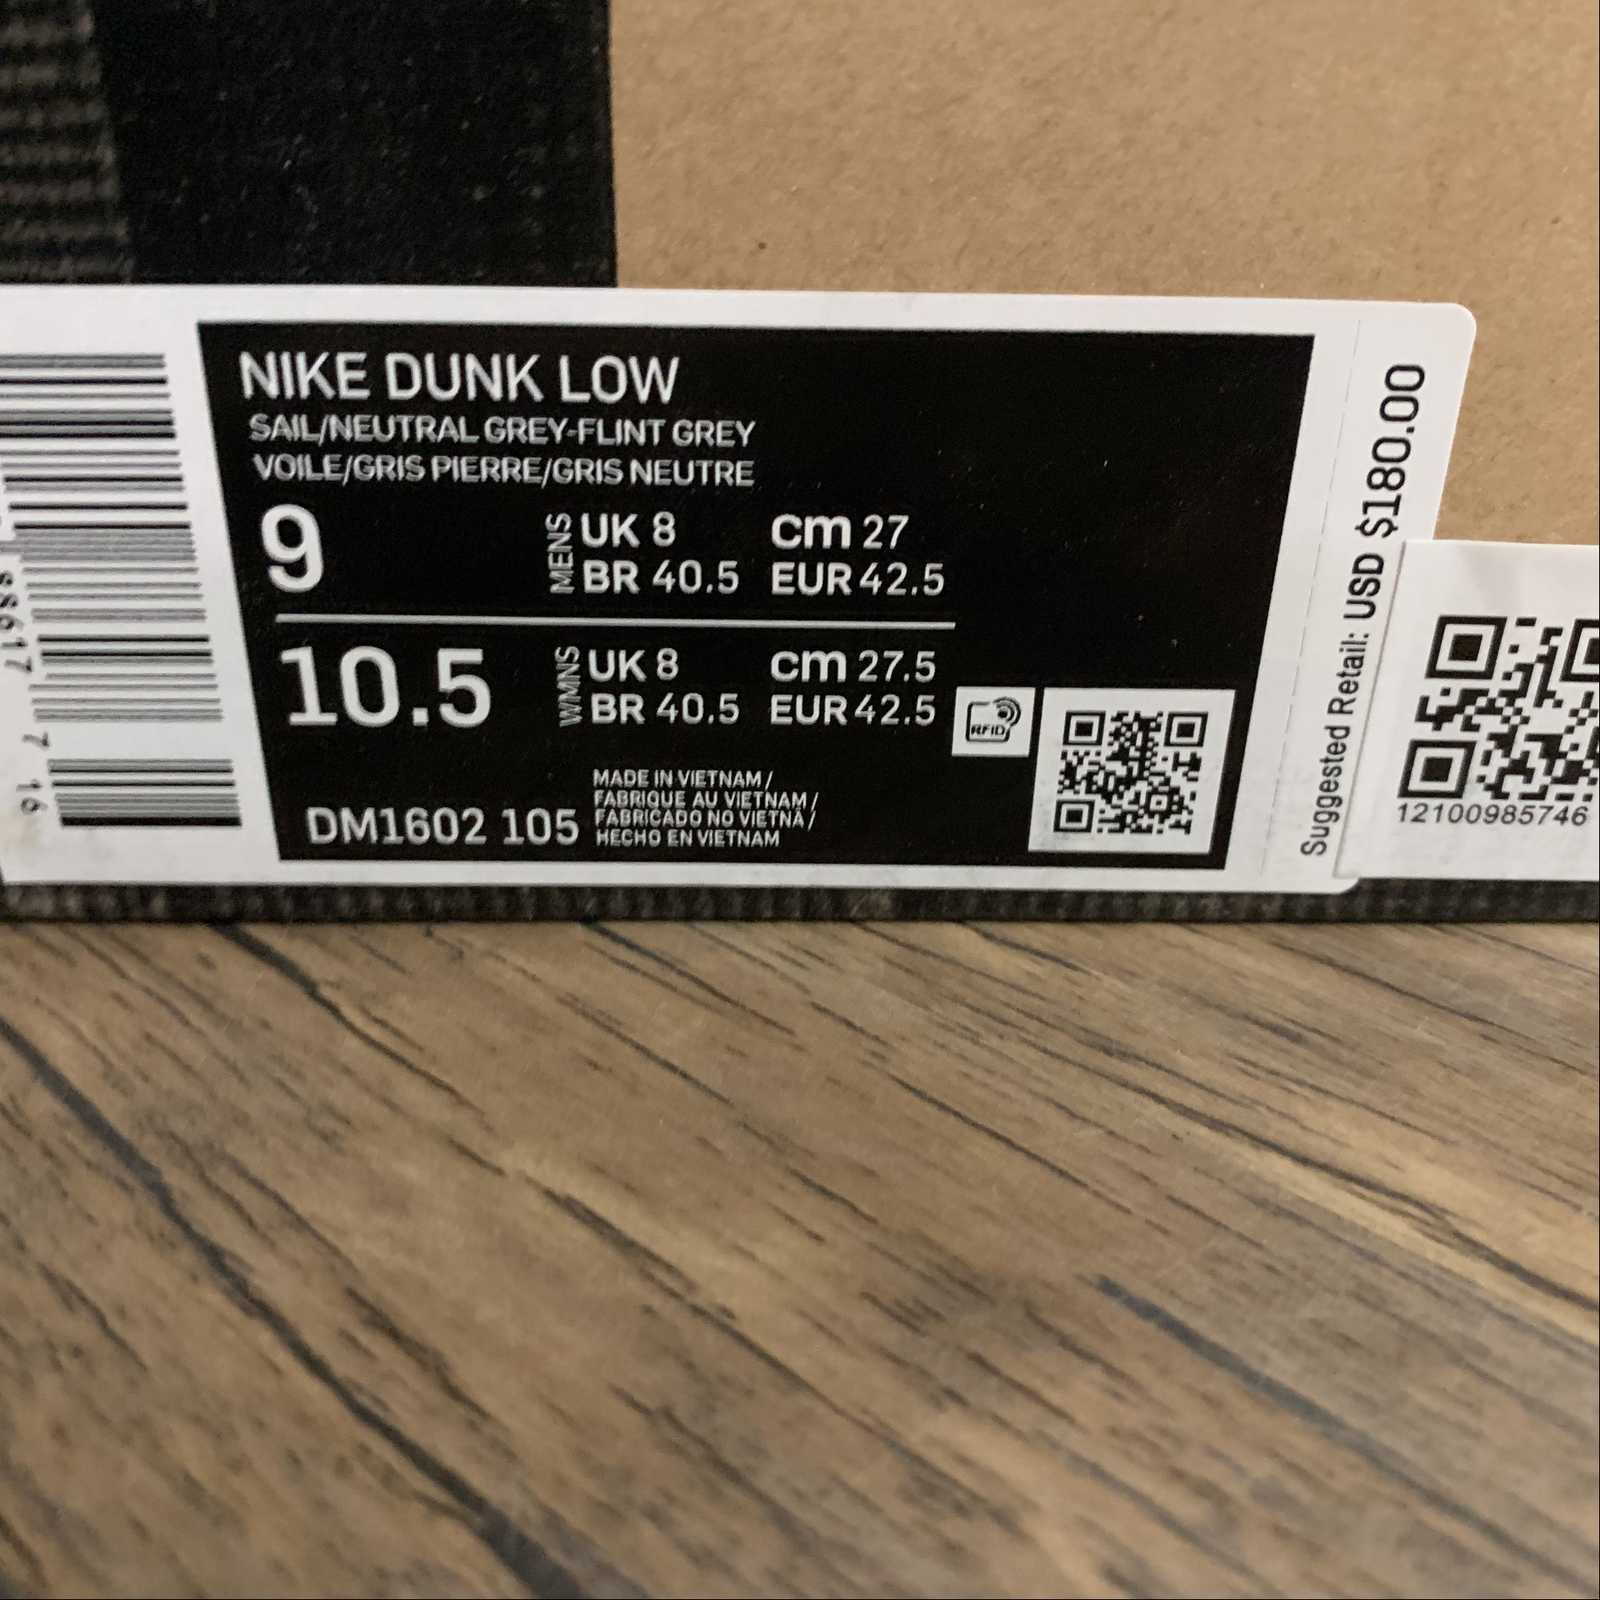 NIKE DUNK LOW
SAIL/NEUTRAL GREY-FLINT GREY
VOILE/GRIS PIERRE/GRIS NEUTRE
9 MENS UK 8 cm 27
BR 40.5 EUR 42.5
10.5 WMNS UK 8 cm 27.5
BR 40.5 EUR 42.5
RFID
MADE IN VIETNAM /
FABRIQUE AU VIETNAM /
FABRICADO NO VIETNÃ /
HECHO EN VIETNAM
DM1602 105
Suggested Retail: USD $180.00
12100985746
88617 7
16